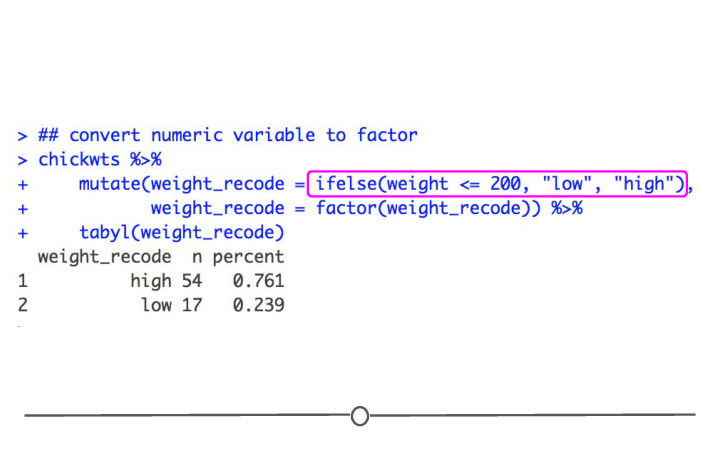 > ## convert numeric variable to factor
> chickwts %>%
+     mutate(weight_recode = ifelse(weight <= 200, "low", "high"),
+            weight_recode = factor(weight_recode)) %>%
+     tabyl(weight_recode)
  weight_recode  n percent
1          high 54   0.761
2           low 17   0.239